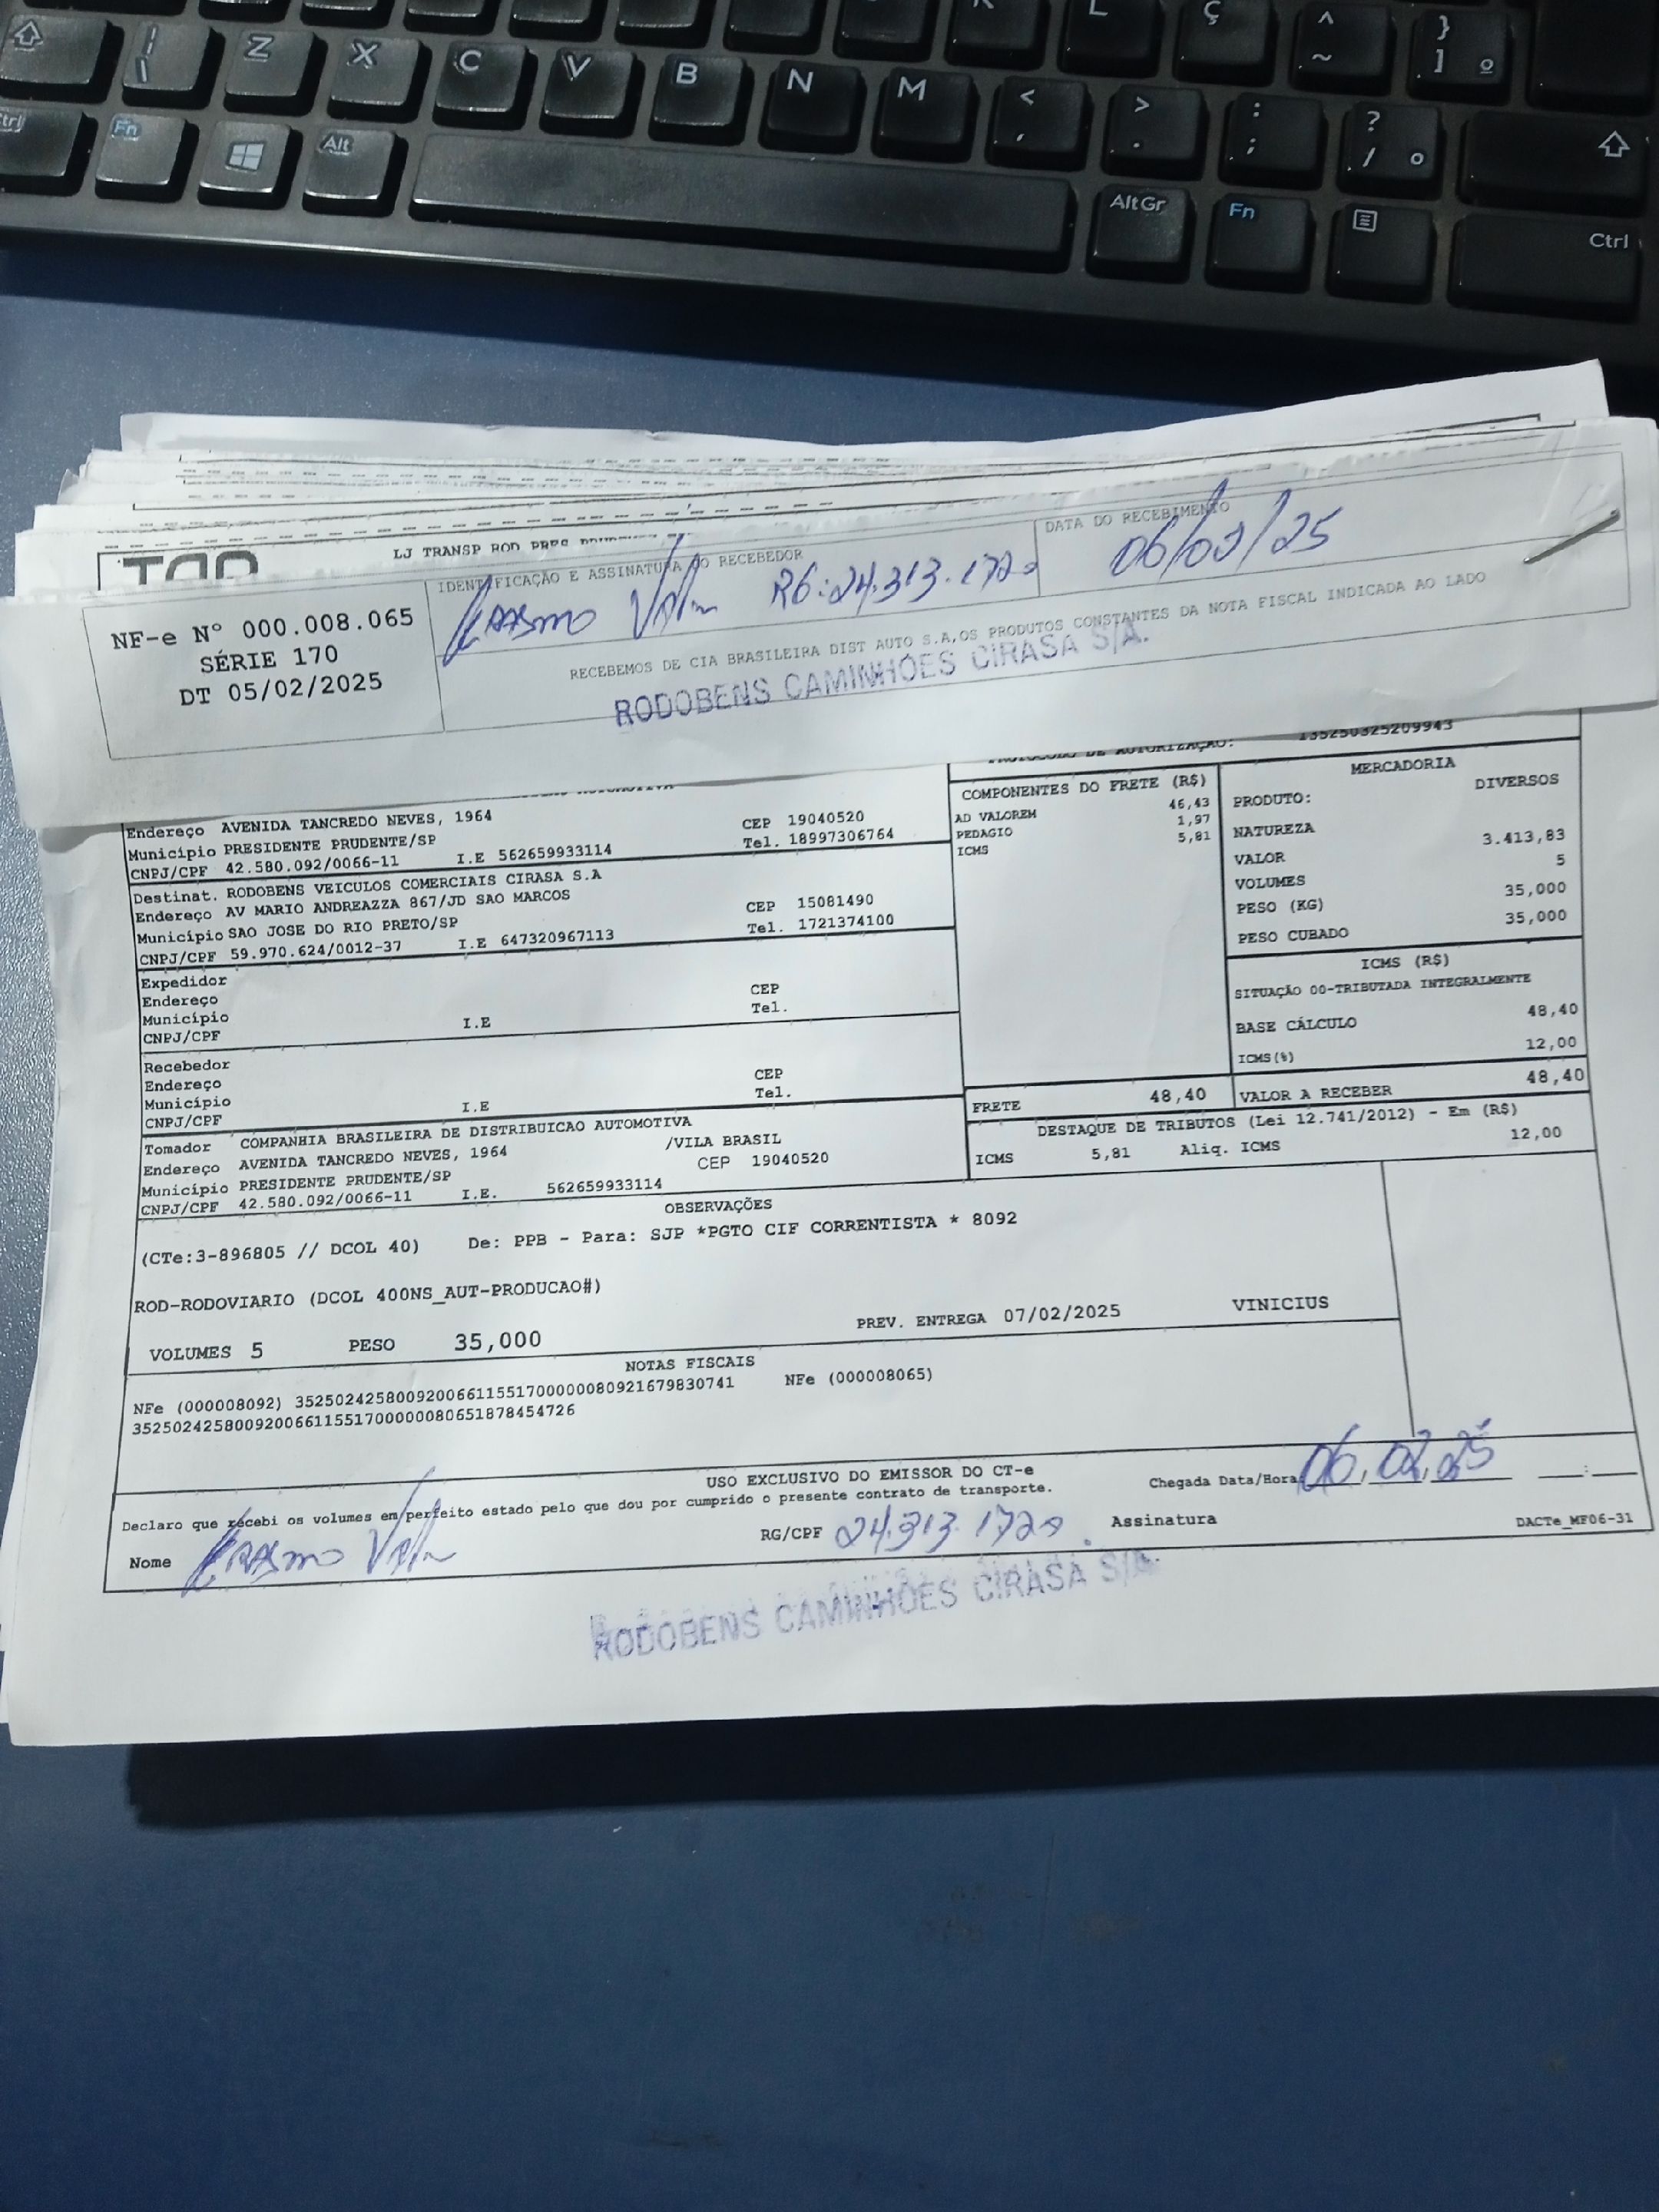 Z X C V B N M < , > . : ; ? / º
Ctrl Fn Alt AltGr Fn Ctrl
L Ç ^ ~ } ] º
LJ TRANSP ROD PRES
IDENTIFICAÇÃO E ASSINATURA DO RECEBEDOR
DATA DO RECEBIMENTO
RG:24.313.172
06/02/25
NF-e Nº 000.008.065
SÉRIE 170
DT 05/02/2025
RECEBEMOS DE CIA BRASILEIRA DIST AUTO S.A,OS PRODUTOS CONSTANTES DA NOTA FISCAL INDICADA AO LADO
RODOBENS CAMINHÕES CIRASA S/A.
PROTOCOLO DE AUTORIZAÇÃO: 135250325209943
Endereço AVENIDA TANCREDO NEVES, 1964 CEP 19040520
Município PRESIDENTE PRUDENTE/SP Tel. 18997306764
CNPJ/CPF 42.580.092/0066-11 I.E 562659933114
Destinat. RODOBENS VEICULOS COMERCIAIS CIRASA S.A
Endereço AV MARIO ANDREAZZA 867/JD SAO MARCOS CEP 15081490
Município SAO JOSE DO RIO PRETO/SP Tel. 1721374100
CNPJ/CPF 59.970.624/0012-37 I.E 647320967113
Expedidor
Endereço CEP
Município Tel.
CNPJ/CPF I.E
Recebedor
Endereço CEP
Município Tel.
CNPJ/CPF I.E
Tomador COMPANHIA BRASILEIRA DE DISTRIBUICAO AUTOMOTIVA
Endereço AVENIDA TANCREDO NEVES, 1964 /VILA BRASIL
Município PRESIDENTE PRUDENTE/SP CEP 19040520
CNPJ/CPF 42.580.092/0066-11 I.E. 562659933114
COMPONENTES DO FRETE (R$)
AD VALOREM 46,43
PEDAGIO 1,97
ICMS 5,81
MERCADORIA
PRODUTO: DIVERSOS
NATUREZA
VALOR 3.413,83
VOLUMES 5
PESO (KG) 35,000
PESO CUBADO 35,000
ICMS (R$)
SITUAÇÃO 00-TRIBUTADA INTEGRALMENTE
BASE CÁLCULO 48,40
ICMS(%) 12,00
FRETE 48,40 VALOR A RECEBER 48,40
DESTAQUE DE TRIBUTOS (Lei 12.741/2012) - Em (R$)
ICMS 5,81 Aliq. ICMS 12,00
OBSERVAÇÕES
(CTe:3-896805 // DCOL 40) De: PPB - Para: SJP *PGTO CIF CORRENTISTA * 8092
ROD-RODOVIARIO (DCOL 400NS_AUT-PRODUCAO#)
VOLUMES 5 PESO 35,000 PREV. ENTREGA 07/02/2025 VINICIUS
NOTAS FISCAIS
NFe (000008092) 35250242580092006611551700000080921679830741 NFe (000008065)
35250242580092006611551700000080651878454726
USO EXCLUSIVO DO EMISSOR DO CT-e
Declaro que recebi os volumes em perfeito estado pelo que dou por cumprido o presente contrato de transporte.
Chegada Data/Hora 06,02,25
Nome RG/CPF 24.313.172 Assinatura DACTe_MF06-31
RODOBENS CAMINHÕES CIRASA S/A.